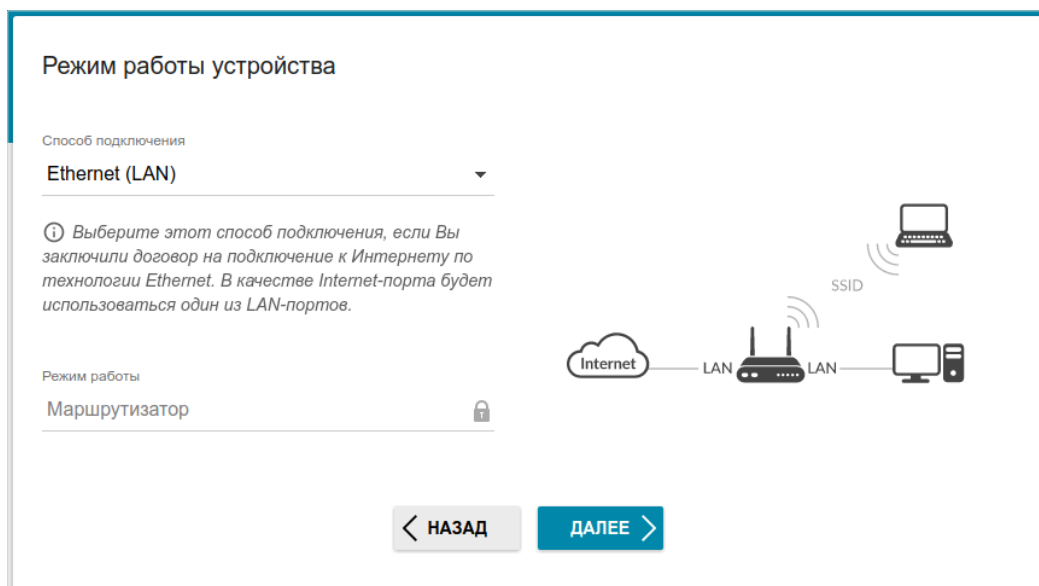 Режим работы устройства
Способ подключения
Ethernet (LAN)
Выберите этот способ подключения, если Вы
заключили договор на подключение к Интернету по
технологии Ethernet. В качестве Internet-порта будет
использоваться один из LAN-портов.
SSID
Internet
LAN
LAN
Режим работы
Маршрутизатор
НАЗАД
ДАЛЕЕ